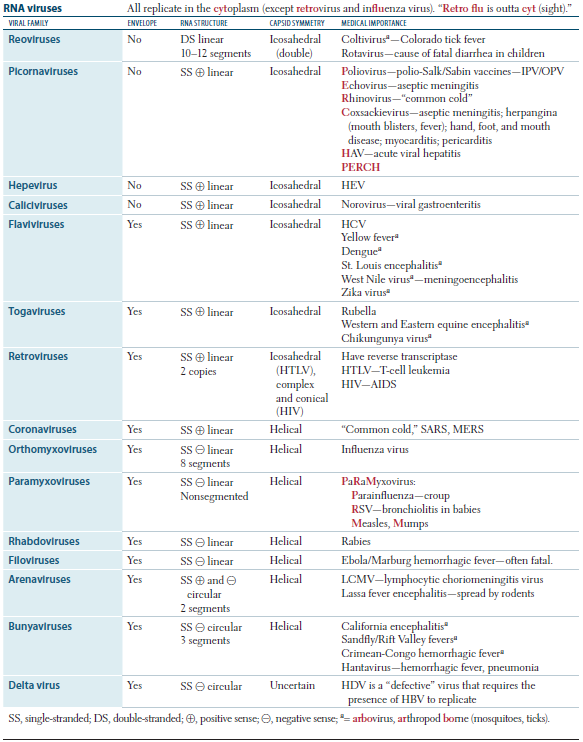 RNA viruses All replicate in the cytoplasm (except retrovirus and influenza virus). “Retro flu is outta cyt (sight).”
VIRAL FAMILY ENVELOPE RNA STRUCTURE CAPSID SYMMETRY MEDICAL IMPORTANCE
Reoviruses No DS linear Icosahedral Coltivirusª—Colorado tick fever
10–12 segments (double) Rotavirus—cause of fatal diarrhea in children
Picornaviruses No SS ⊕ linear Icosahedral Poliovirus—polio-Salk/Sabin vaccines—IPV/OPV
Echovirus—aseptic meningitis
Rhinovirus—“common cold”
Coxsackievirus—aseptic meningitis; herpangina
(mouth blisters, fever); hand, foot, and mouth
disease; myocarditis; pericarditis
HAV—acute viral hepatitis
PERCH
Hepevirus No SS ⊕ linear Icosahedral HEV
Caliciviruses No SS ⊕ linear Icosahedral Norovirus—viral gastroenteritis
Flaviviruses Yes SS ⊕ linear Icosahedral HCV
Yellow feverª
Dengueª
St. Louis encephalitisª
West Nile virusª—meningoencephalitis
Zika virusª
Togaviruses Yes SS ⊕ linear Icosahedral Rubella
Western and Eastern equine encephalitisª
Chikungunya virusª
Retroviruses Yes SS ⊕ linear Icosahedral Have reverse transcriptase
2 copies (HTLV), HTLV—T-cell leukemia
complex HIV—AIDS
and conical
(HIV)
Coronaviruses Yes SS ⊕ linear Helical “Common cold,” SARS, MERS
Orthomyxoviruses Yes SS ⊖ linear Helical Influenza virus
8 segments
Paramyxoviruses Yes SS ⊖ linear Helical PaRaMyxovirus:
Nonsegmented Parainfluenza—croup
RSV—bronchiolitis in babies
Measles, Mumps
Rhabdoviruses Yes SS ⊖ linear Helical Rabies
Filoviruses Yes SS ⊖ linear Helical Ebola/Marburg hemorrhagic fever—often fatal.
Arenaviruses Yes SS ⊕ and ⊖ Helical LCMV—lymphocytic choriomeningitis virus
circular Lassa fever encephalitis—spread by rodents
2 segments
Bunyaviruses Yes SS ⊖ circular Helical California encephalitisª
3 segments Sandfly/Rift Valley feversª
Crimean-Congo hemorrhagic feverª
Hantavirus—hemorrhagic fever, pneumonia
Delta virus Yes SS ⊖ circular Uncertain HDV is a “defective” virus that requires the
presence of HBV to replicate
SS, single-stranded; DS, double-stranded; ⊕, positive sense; ⊖, negative sense; ª= arbovirus, arthropod borne (mosquitoes, ticks).